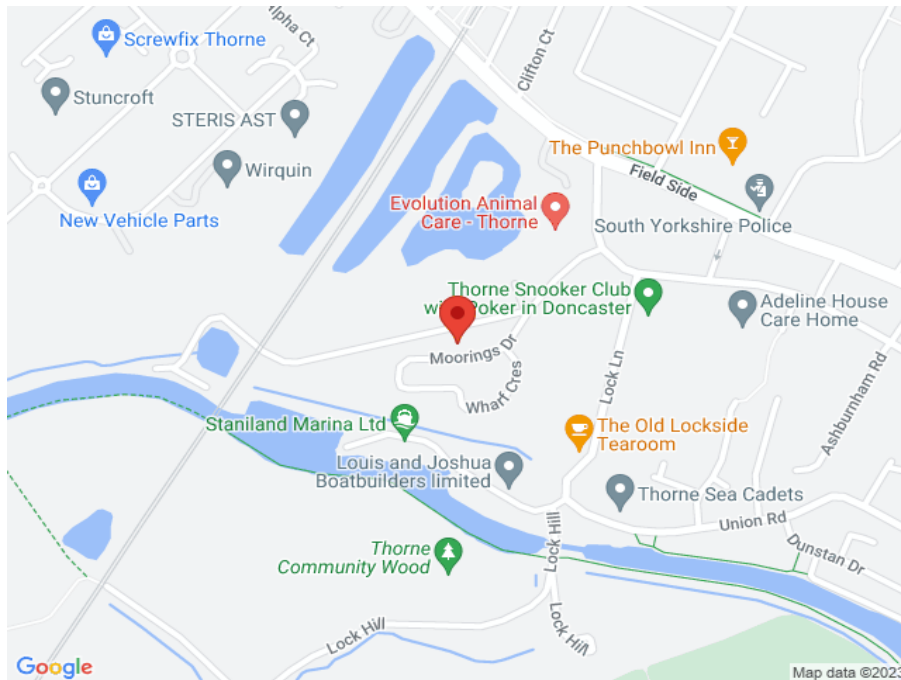 Alpha Ct
Screwfix Thorne
Clifton Ct
Stuncroft
STERIS AST
The Punchbowl Inn
Wirquin
Field Side
New Vehicle Parts
Evolution Animal
Care - Thorne
South Yorkshire Police
Thorne Snooker Club
Poker in Doncaster
Adeline House
Care Home
Moorings Dr
Lock Ln
Wharf Cres
Ashburnham Rd
Staniland Marina Ltd
The Old Lockside
Tearoom
Louis and Joshua
Boatbuilders limited
Thorne Sea Cadets
Union Rd
Lock Hill
Dunstan Dr
Thorne
Community Wood
Lock Hill
Lock Hill
Google
Map data ©2023